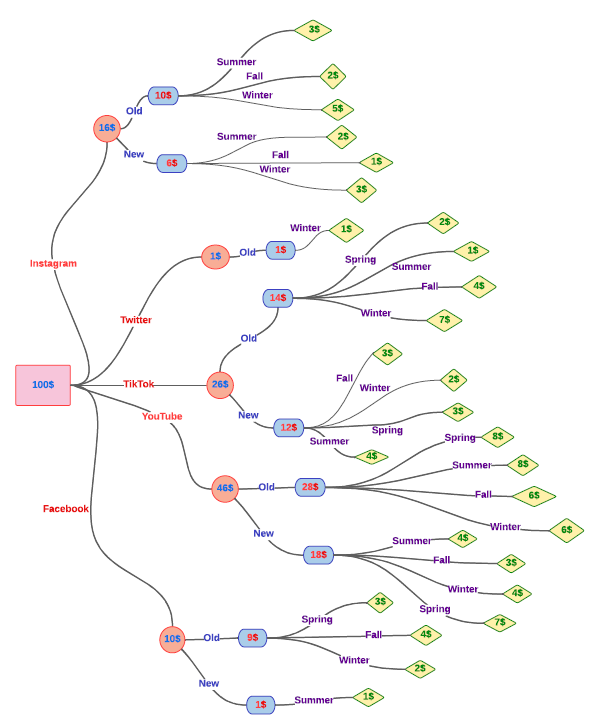 3$
Summer
Fall
2$
10$
Winter
5$
Old
16$
New
Summer
2$
6$
Fall
1$
Winter
3$
Instagram
Winter
1$
Old
1$
1$
Twitter
2$
Spring
1$
Summer
14$
Fall
4$
Winter
7$
Old
100$
TikTok
26$
3$
Fall
Winter
2$
New
12$
Spring
3$
Summer
4$
YouTube
46$
Old
28$
Spring
8$
Summer
8$
Fall
6$
Winter
6$
New
18$
Summer
4$
Fall
3$
Winter
4$
Spring
7$
Facebook
10$
Old
9$
Spring
3$
Fall
4$
Winter
2$
New
1$
Summer
1$